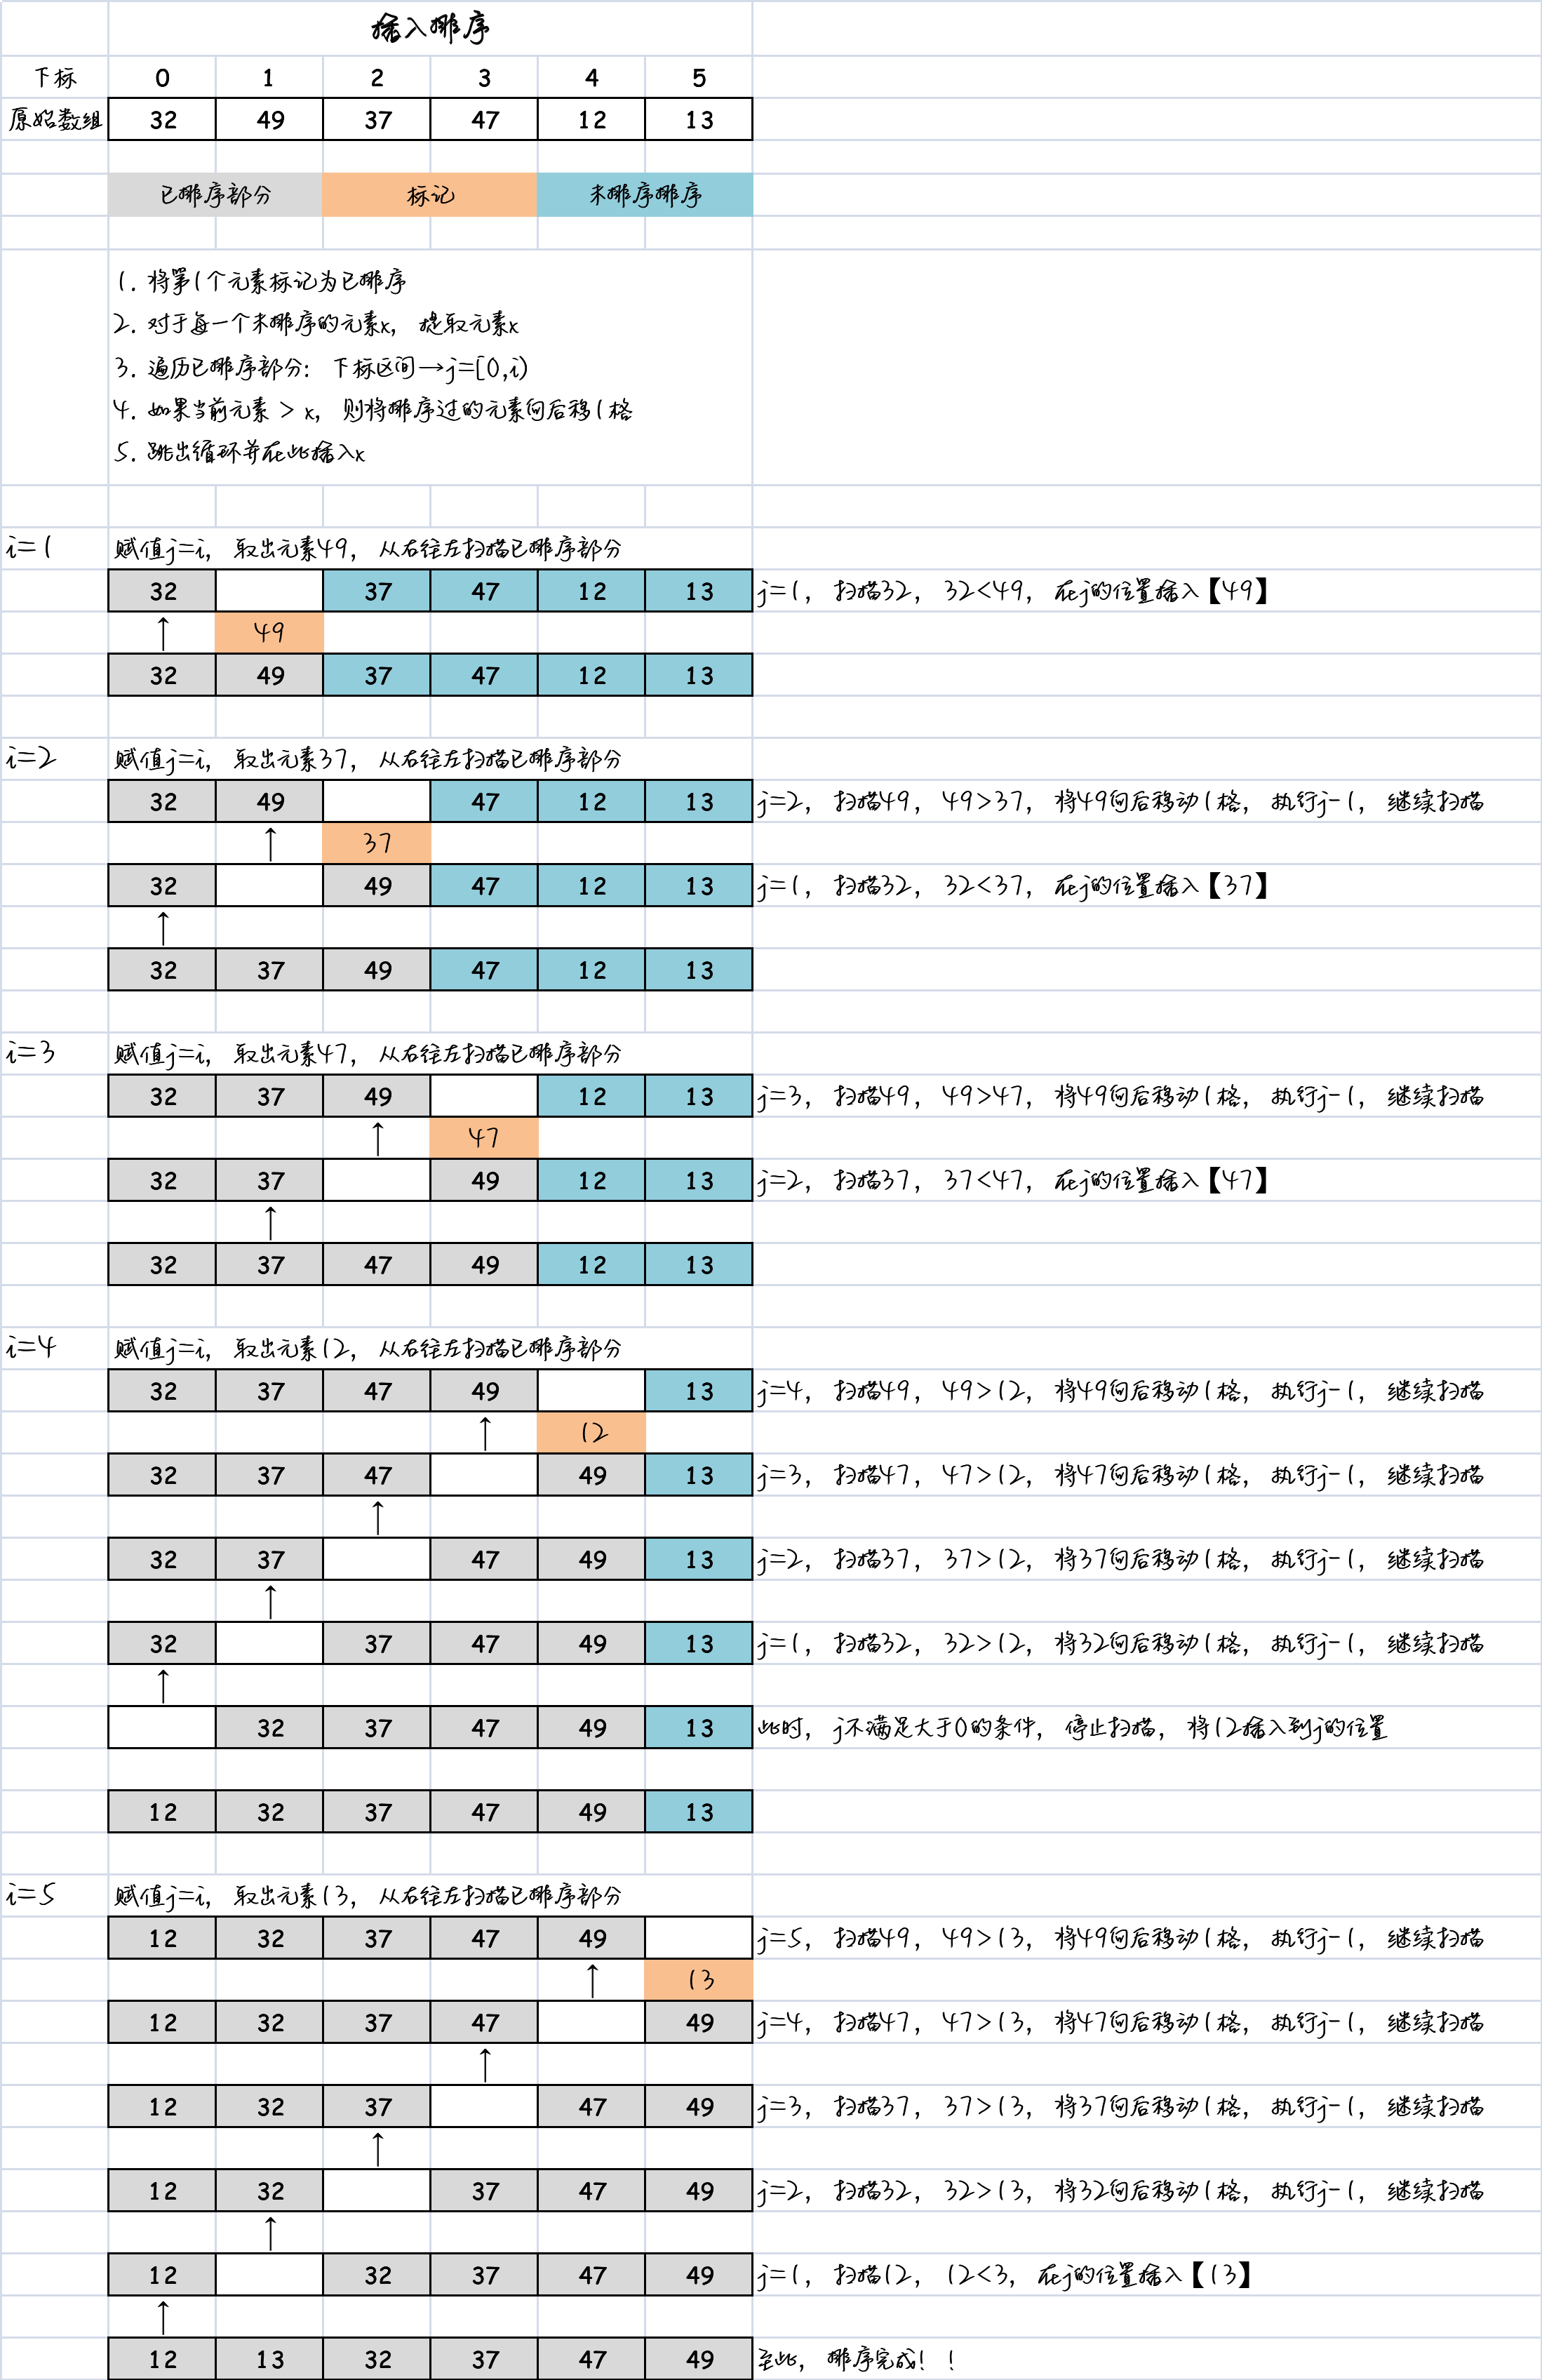 插入排序
下标 0 1 2 3 4 5
原始数组 32 49 37 47 12 13
已排序部分 标记 未排序排序
1. 将第1个元素标记为已排序
2. 对于每一个未排序的元素x, 提取元素x
3. 遍历已排序部分: 下标区间→j=[0,i)
4. 如果当前元素 > x, 则将排序过的元素向后移1格
5. 跳出循环并在此插入x
i=1 赋值j=i, 取出元素49, 从右往左扫描已排序部分
32 37 47 12 13 j=1, 扫描32, 32<49, 在j的位置插入【49】
↑ 49
32 49 37 47 12 13
i=2 赋值j=i, 取出元素37, 从右往左扫描已排序部分
32 49 47 12 13 j=2, 扫描49, 49>37, 将49向后移动1格, 执行j-1, 继续扫描
↑ 37
32 49 47 12 13 j=1, 扫描32, 32<37, 在j的位置插入【37】
↑
32 37 49 47 12 13
i=3 赋值j=i, 取出元素47, 从右往左扫描已排序部分
32 37 49 12 13 j=3, 扫描49, 49>47, 将49向后移动1格, 执行j-1, 继续扫描
↑ 47
32 37 49 12 13 j=2, 扫描37, 37<47, 在j的位置插入【47】
↑
32 37 47 49 12 13
i=4 赋值j=i, 取出元素12, 从右往左扫描已排序部分
32 37 47 49 13 j=4, 扫描49, 49>12, 将49向后移动1格, 执行j-1, 继续扫描
↑ 12
32 37 47 49 13 j=3, 扫描47, 47>12, 将47向后移动1格, 执行j-1, 继续扫描
↑
32 37 47 49 13 j=2, 扫描37, 37>12, 将37向后移动1格, 执行j-1, 继续扫描
↑
32 37 47 49 13 j=1, 扫描32, 32>12, 将32向后移动1格, 执行j-1, 继续扫描
↑
32 37 47 49 13 此时, j不满足大于0的条件, 停止扫描, 将12插入到j的位置
12 32 37 47 49 13
i=5 赋值j=i, 取出元素13, 从右往左扫描已排序部分
12 32 37 47 49 j=5, 扫描49, 49>13, 将49向后移动1格, 执行j-1, 继续扫描
↑ 13
12 32 37 47 49 j=4, 扫描47, 47>13, 将47向后移动1格, 执行j-1, 继续扫描
↑
12 32 37 47 49 j=3, 扫描37, 37>13, 将37向后移动1格, 执行j-1, 继续扫描
↑
12 32 37 47 49 j=2, 扫描32, 32>13, 将32向后移动1格, 执行j-1, 继续扫描
↑
12 32 37 47 49 j=1, 扫描12, 12<3, 在j的位置插入【13】
↑
12 13 32 37 47 49 至此, 排序完成! !